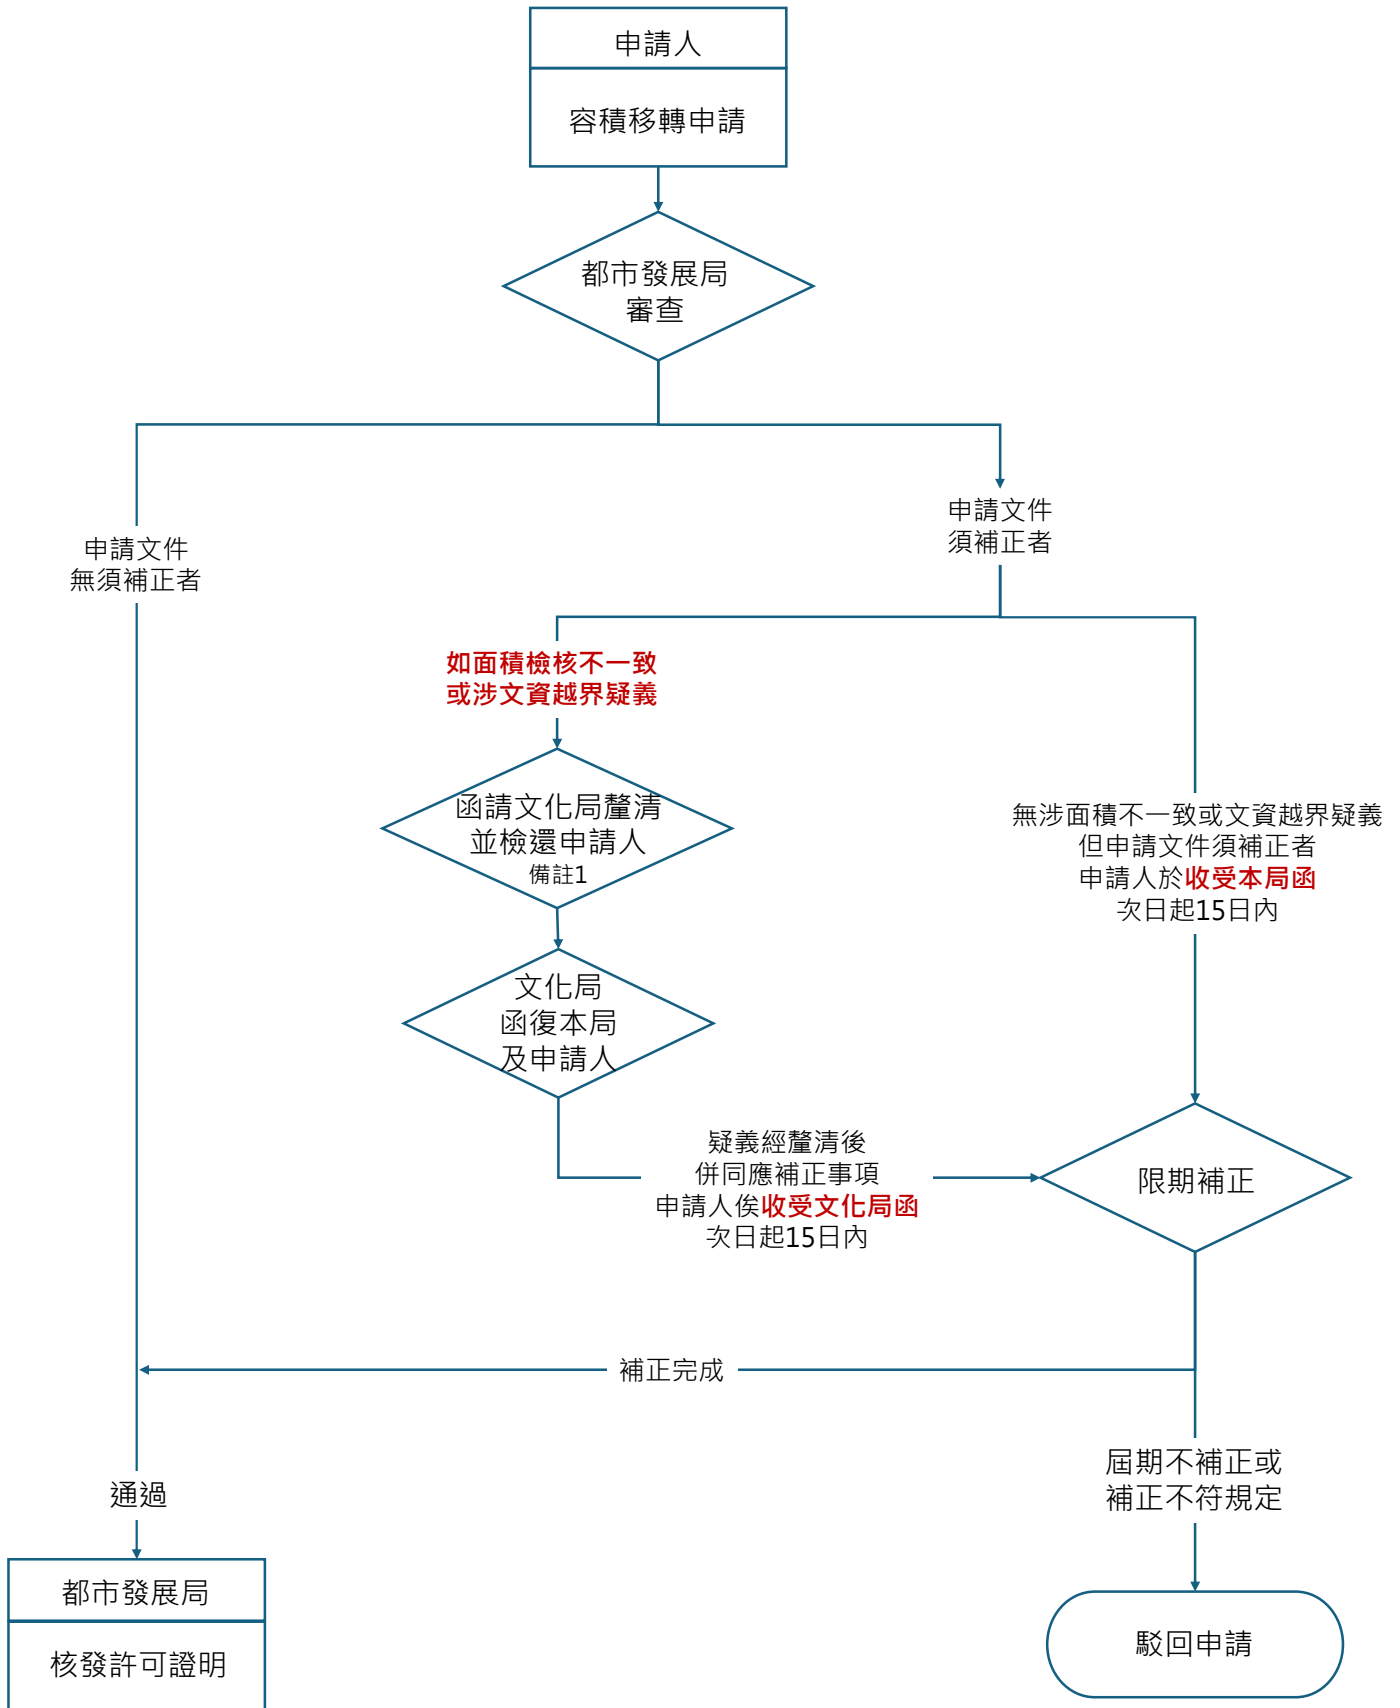 申請人
容積移轉申請
都市發展局
審查
申請文件
無須補正者
申請文件
須補正者
如面積檢核不一致
或涉文資越界疑義
函請文化局釐清
並檢還申請人
備註1
文化局
函復本局
及申請人
無涉面積不一致或文資越界疑義
但申請文件須補正者
申請人於收受本局函
次日起15日內
疑義經釐清後
併同應補正事項
申請人俟收受文化局函
次日起15日內
限期補正
補正完成
通過
屆期不補正或
補正不符規定
都市發展局
核發許可證明
駁回申請